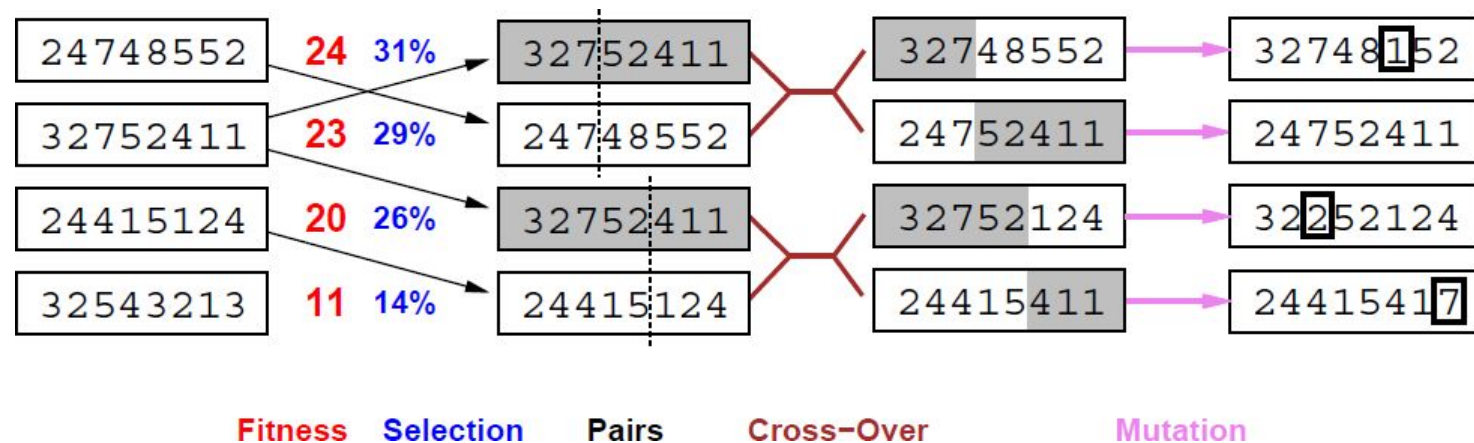 24748552 24 31% 32752411 32748552 32748152
32752411 23 29% 24748552 24752411 24752411
24415124 20 26% 32752411 32752124 32252124
32543213 11 14% 24415124 24415411 24415417
Fitness Selection Pairs Cross−Over Mutation